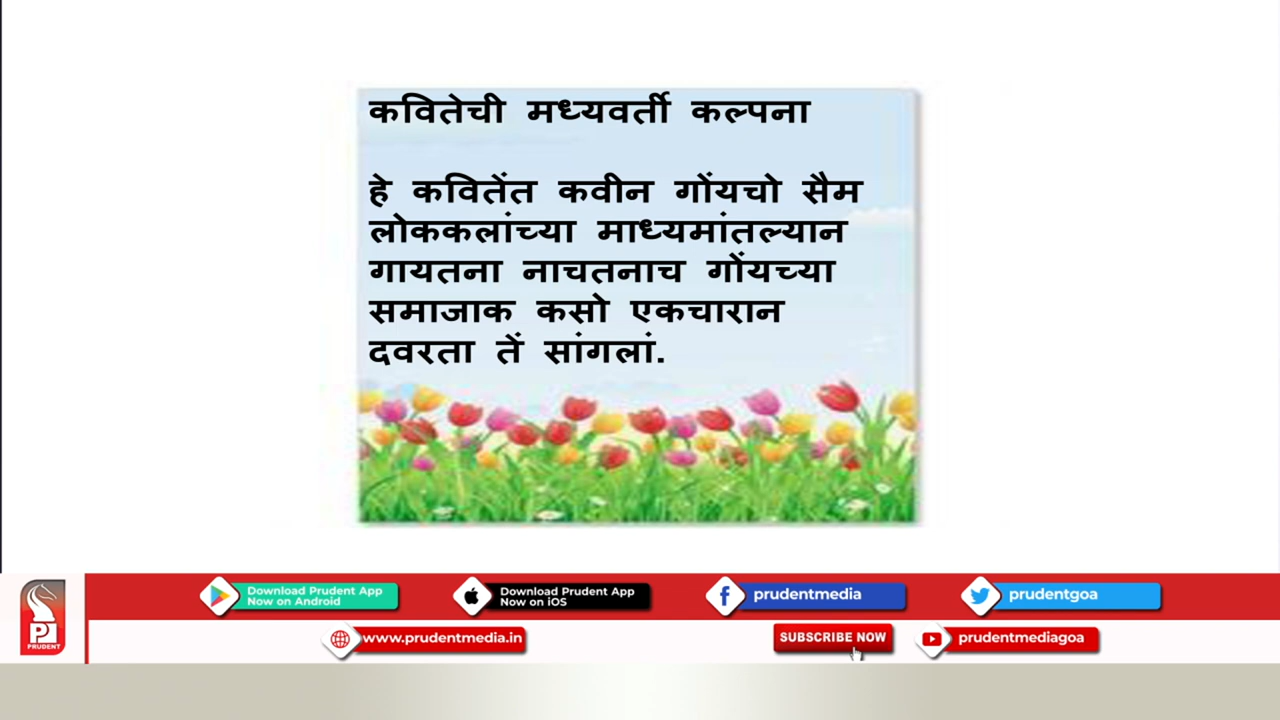 कवितेची मध्यवर्ती कल्पना
हे कवितेंत कवीन गोंयचो सैम
लोककलांच्या माध्यमांतल्यान
गायतना नाचतनाच गोंयच्या
समाजाक कसो एकचारान
दवरता तें सांगलां.
Download Prudent App
Now on Android
Download Prudent App
Now on iOS
prudentmedia
prudentgoa
PRUDENT
www.prudentmedia.in
SUBSCRIBE NOW
prudentmediagoa